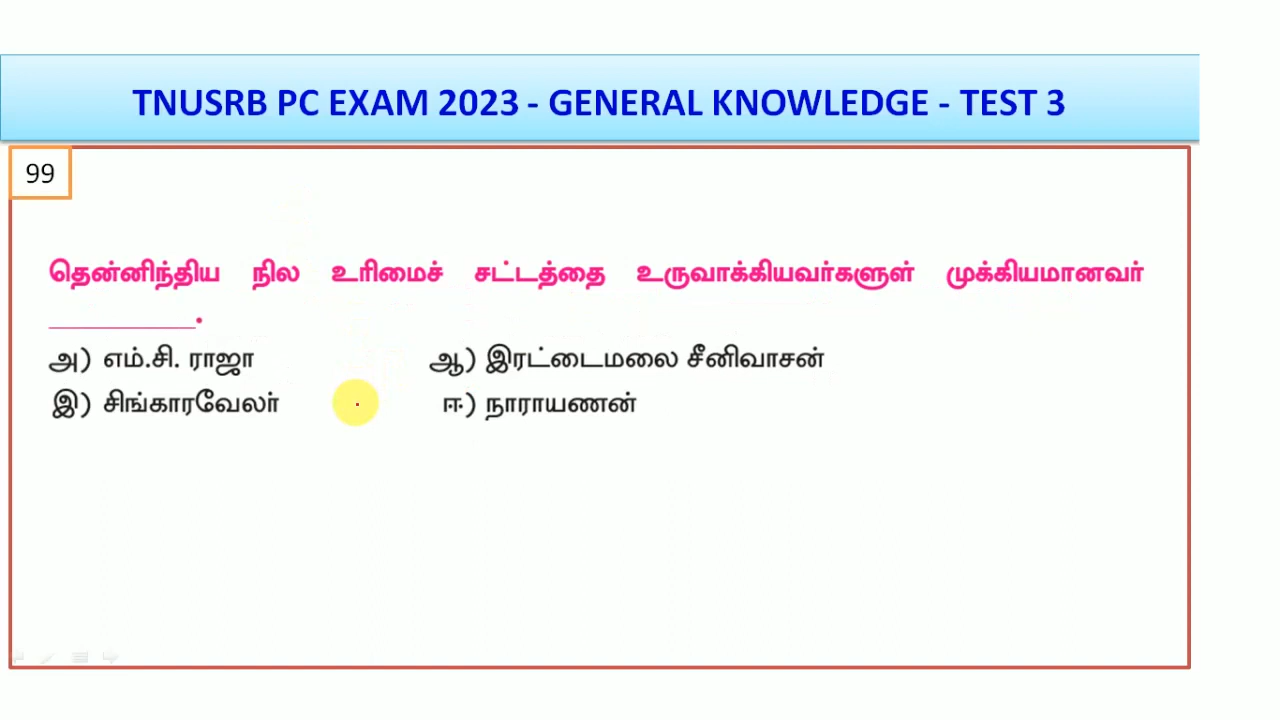 TNUSRB PC EXAM 2023 - GENERAL KNOWLEDGE - TEST 3
99
தென்னிந்திய நில உரிமைச் சட்டத்தை உருவாக்கியவர்களுள் முக்கியமானவர்
__________.
அ) எம்.சி. ராஜா ஆ) இரட்டைமலை சீனிவாசன்
இ) சிங்காரவேலர் ஈ) நாராயணன்